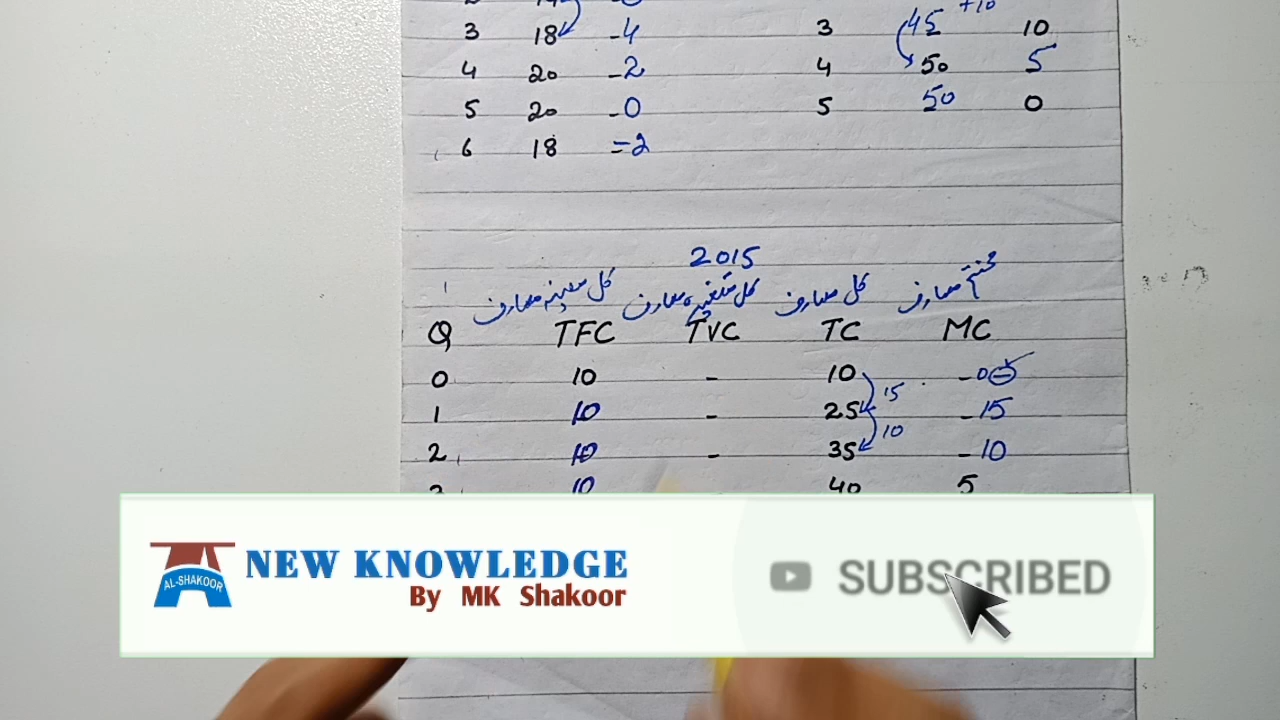 3 18 -4 3 45 +10 10
4 20 -2 4 50 5
5 20 -0 5 50 0
6 18 =2
2015
کل معینہ مصارف کل متغیرہ مصارف کل مصارف مختتم مصارف
Q TFC TVC TC MC
0 10 - 10 -0
1 10 - 25 15 -15
2 10 - 35 10 -10
10 40 5
AL-SHAKOOR
NEW KNOWLEDGE
By MK Shakoor
SUBSCRIBED